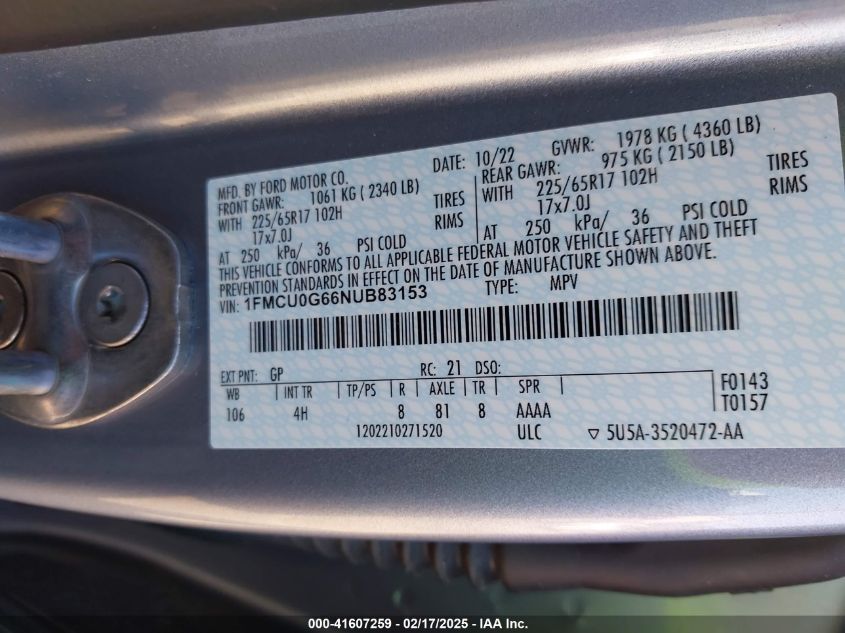 MFD. BY FORD MOTOR CO.
DATE: 10/22 GVWR: 1978 KG ( 4360 LB)
FRONT GAWR: 1061 KG ( 2340 LB)
REAR GAWR: 975 KG ( 2150 LB)
WITH 225/65R17 102H TIRES
WITH 225/65R17 102H TIRES
17x7.0J RIMS
17x7.0J RIMS
AT 250 kPa/ 36 PSI COLD
AT 250 kPa/ 36 PSI COLD
THIS VEHICLE CONFORMS TO ALL APPLICABLE FEDERAL MOTOR VEHICLE SAFETY AND THEFT
PREVENTION STANDARDS IN EFFECT ON THE DATE OF MANUFACTURE SHOWN ABOVE.
VIN: 1FMCU0G66NUB83153 TYPE: MPV
EXT PNT: GP RC: 21 DSO:
WB INT TR TP/PS R AXLE TR SPR F0143
106 4H 8 81 8 AAAA T0157
1202210271520 ULC ▽ 5U5A-3520472-AA
000-41607259 - 02/17/2025 - IAA Inc.